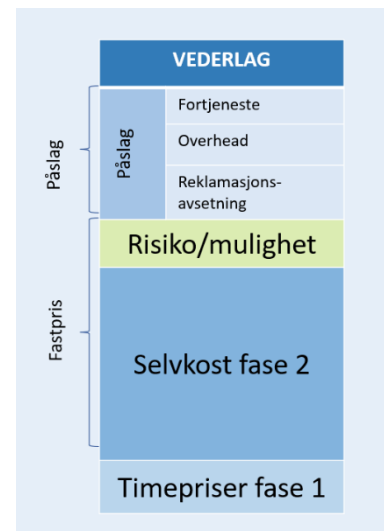 VEDERLAG
Påslag
Påslag
Fortjeneste
Overhead
Reklamasjons-
avsetning
Fastpris
Risiko/mulighet
Selvkost fase 2
Timepriser fase 1